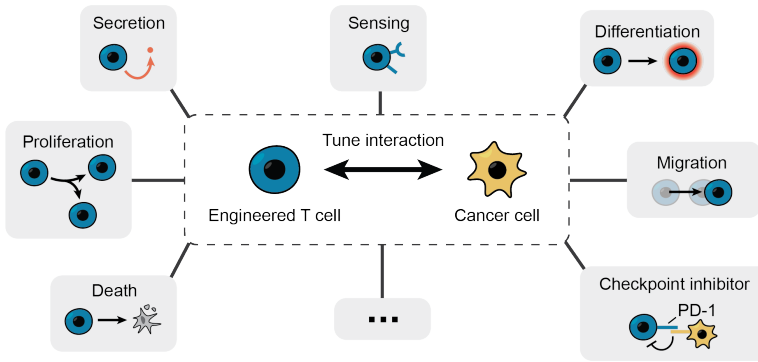 Secretion
Sensing
Differentiation
Proliferation
Tune interaction
Migration
Engineered T cell
Cancer cell
Death
...
Checkpoint inhibitor
PD-1